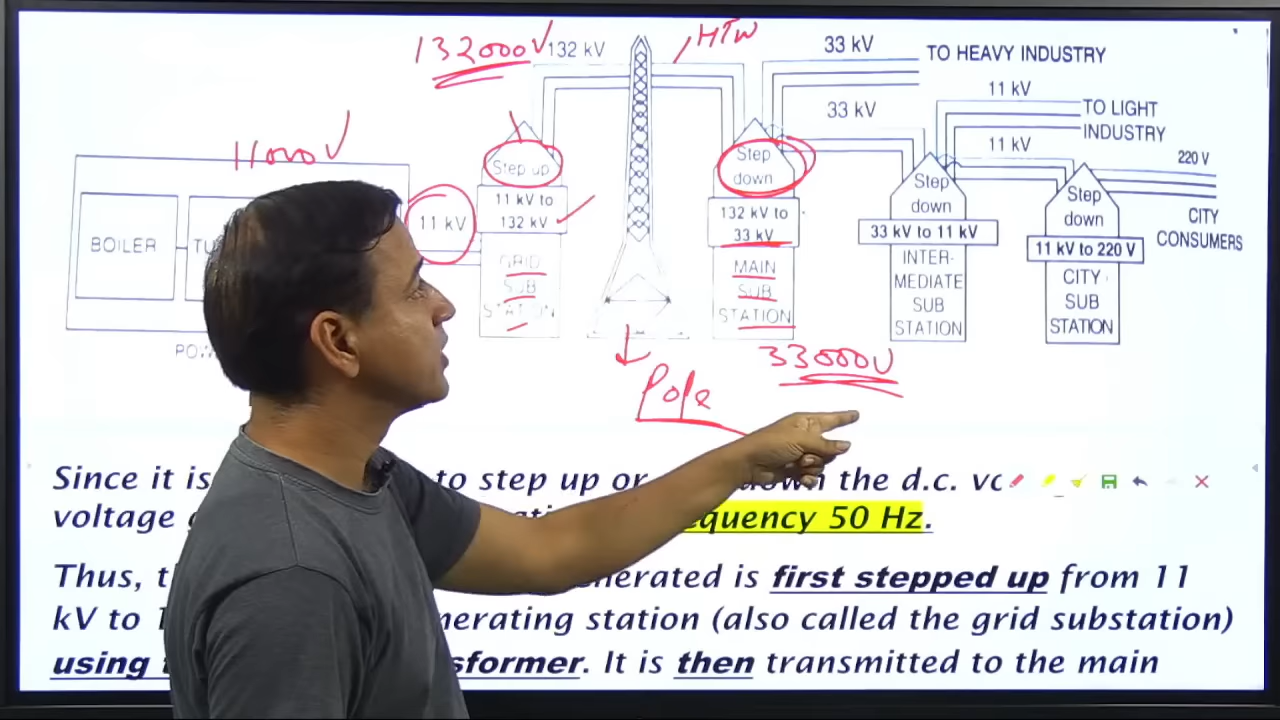 132000V 132 kV HTW 33 kV TO HEAVY INDUSTRY
11 kV
33 kV TO LIGHT
INDUSTRY
11000V 11 kV 220 V
Step up Step down Step down Step down
11 kV 11 kV to 132 kV 132 kV to 33 kV 33 kV to 11 kV 11 kV to 220 V CITY CONSUMERS
BOILER
GRID SUB STATION MAIN SUB STATION INTER-MEDIATE SUB STATION CITY SUB STATION
33000V
Pole
Since it is to step up or down the d.c.
voltage equency 50 Hz.
Thus, enerated is first stepped up from 11
kV to nerating station (also called the grid substation)
using sformer. It is then transmitted to the main